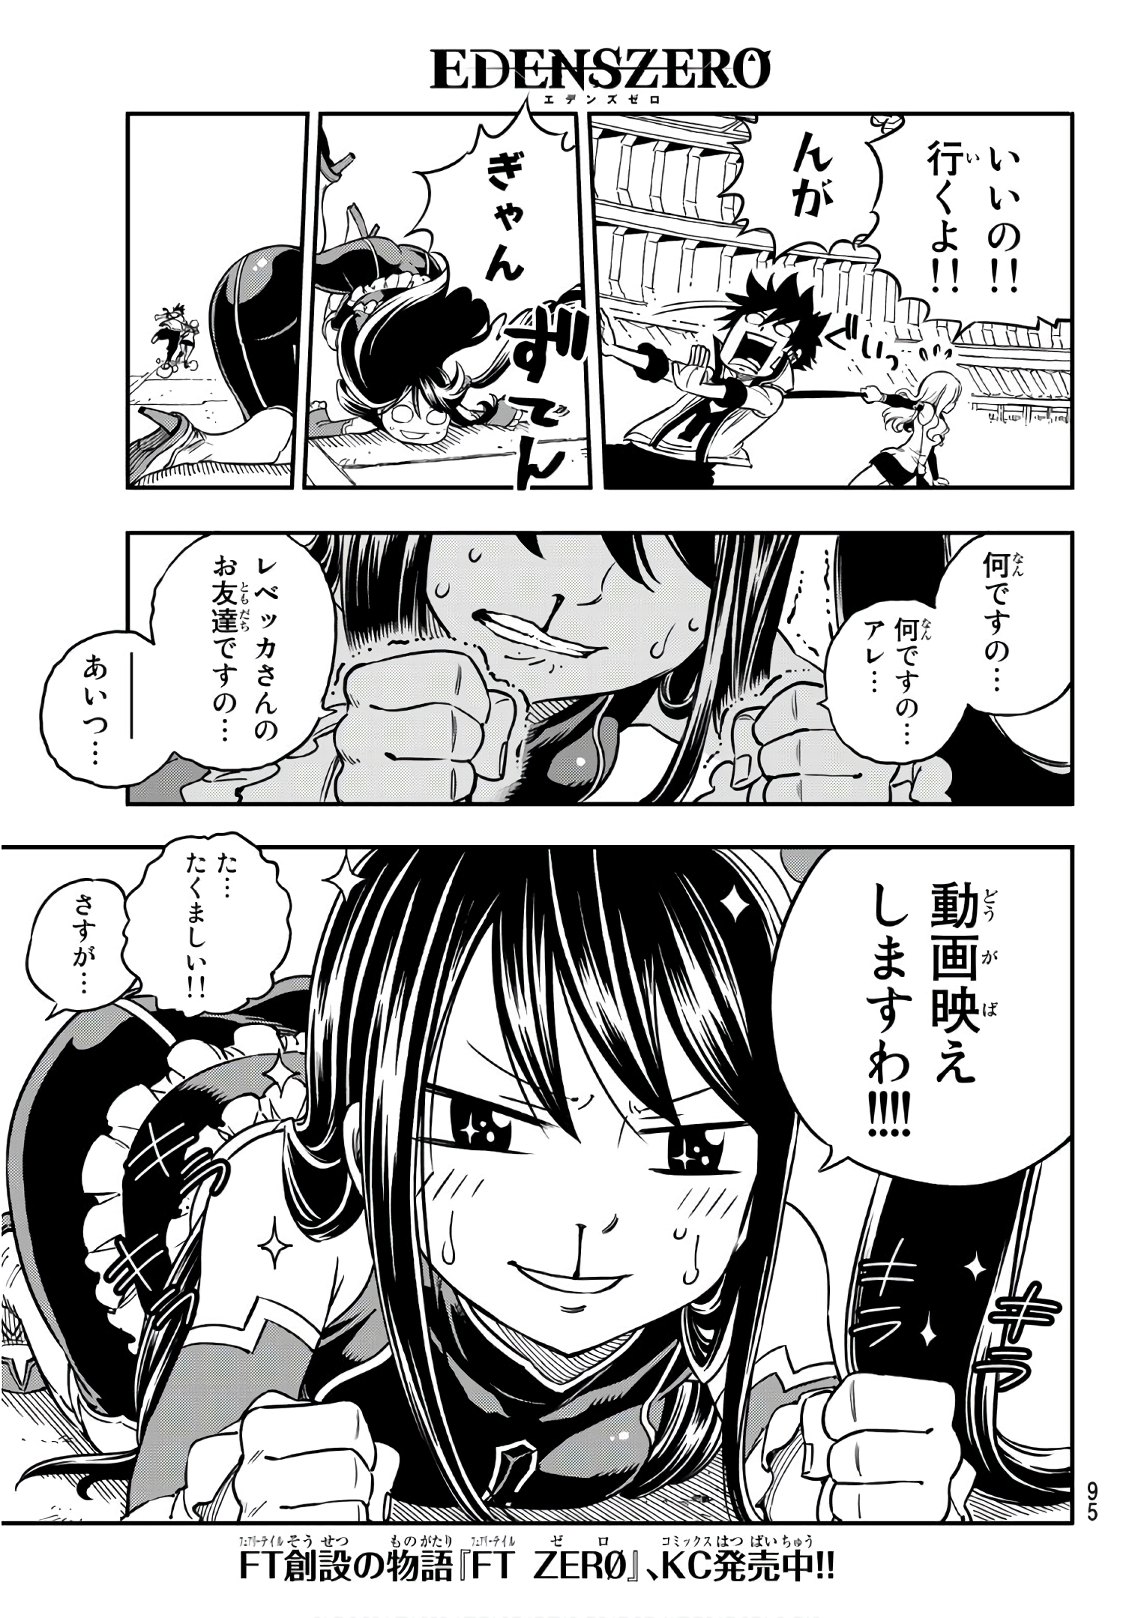 EDENSZERO
エデンズゼロ
いいの!!
行くよ!!
んが
ぐいっ
ぎゃん
ずでん
何ですの…
何ですの…
アレ…
レベッカさんの
お友達ですの…
あいつ…
動画映え
しますわ!!!!
た…
たくましい!!
さすが…
キラ
キラ
FT創設の物語『FT ZERØ』、KC発売中!!
95